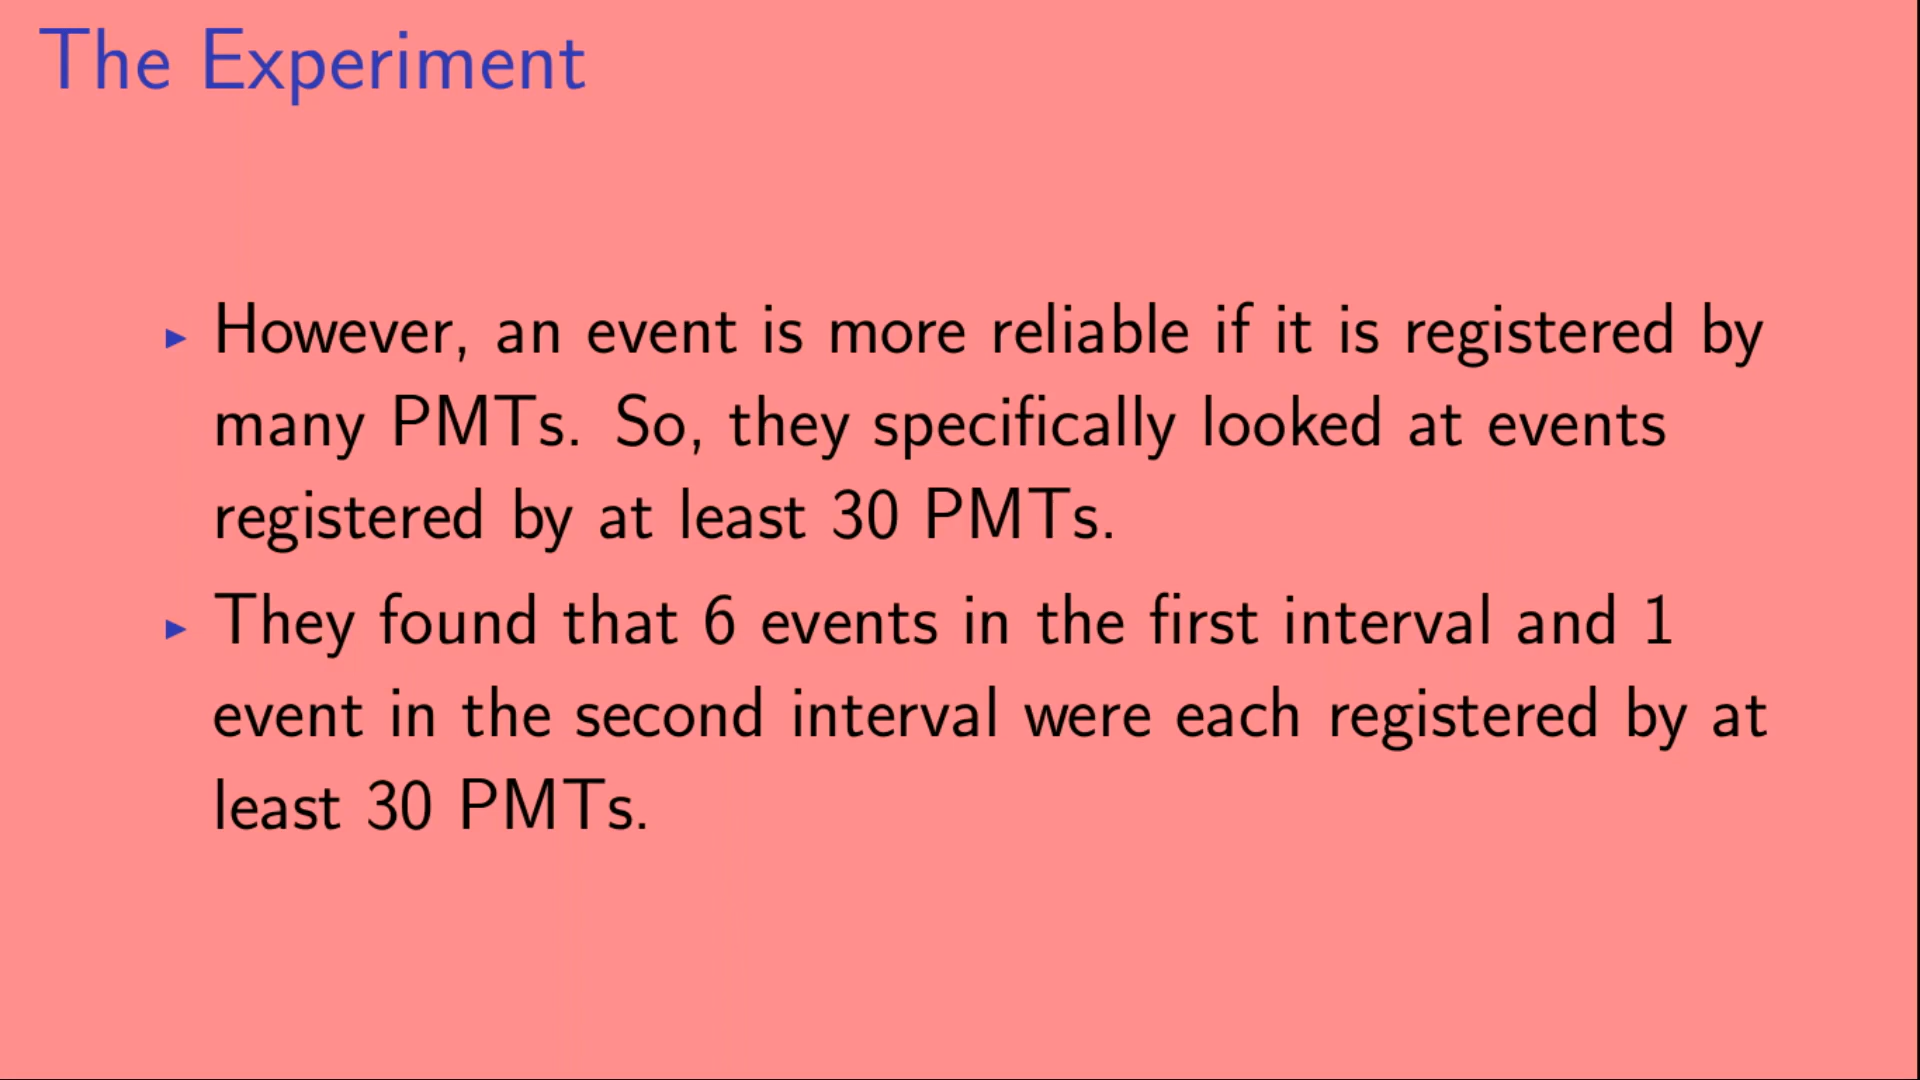 The Experiment
▸ However, an event is more reliable if it is registered by
many PMTs. So, they specifically looked at events
registered by at least 30 PMTs.
▸ They found that 6 events in the first interval and 1
event in the second interval were each registered by at
least 30 PMTs.